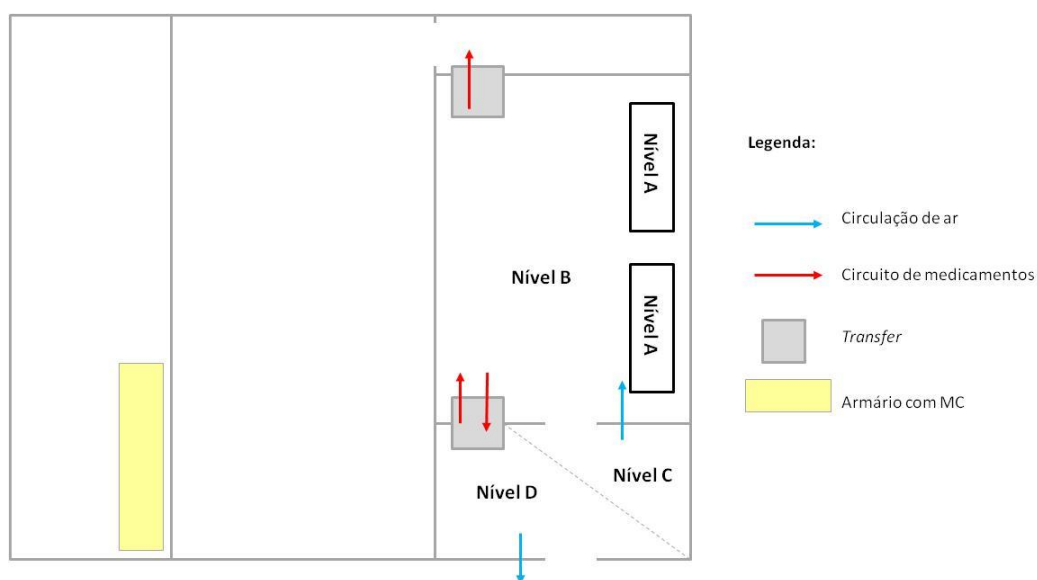 Nível A
Nível A
Nível B
Nível C
Nível D
Legenda:
Circulação de ar
Circuito de medicamentos
Transfer
Armário com MC